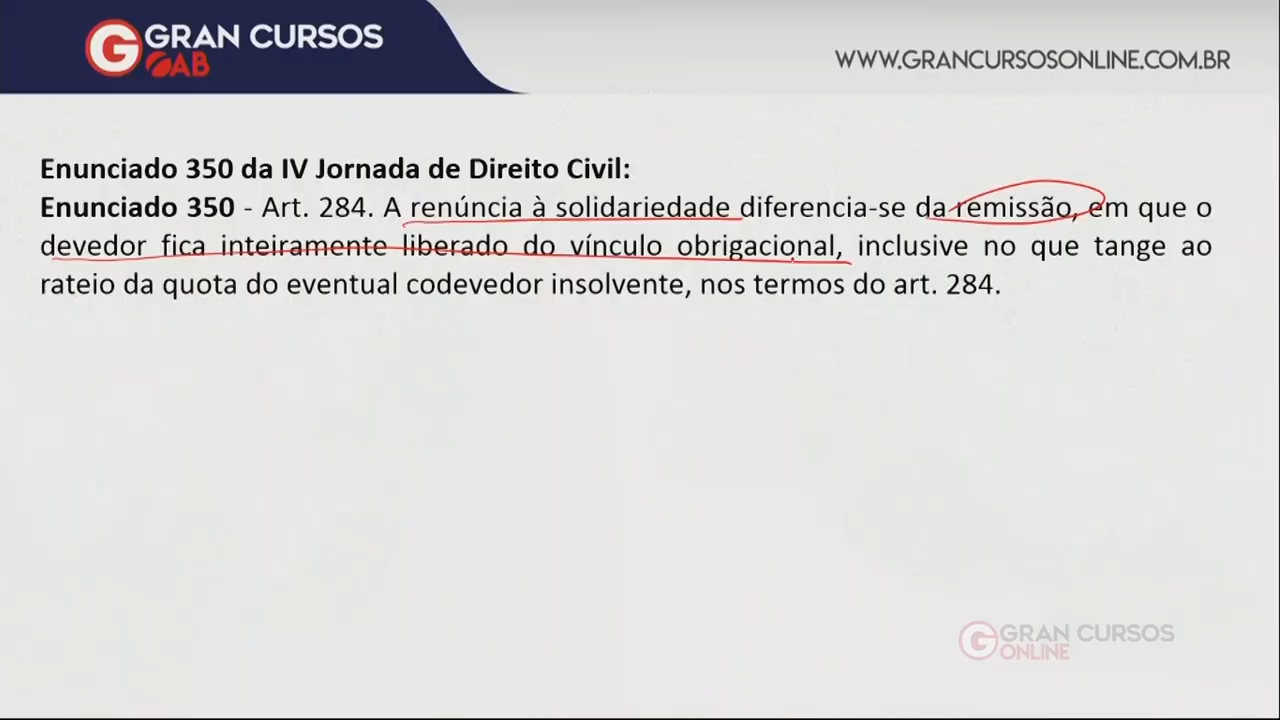 GRAN CURSOS
OAB
WWW.GRANCURSOSONLINE.COM.BR
Enunciado 350 da IV Jornada de Direito Civil:
Enunciado 350 - Art. 284. A renúncia à solidariedade diferencia-se da remissão, em que o
devedor fica inteiramente liberado do vínculo obrigacional, inclusive no que tange ao
rateio da quota do eventual codevedor insolvente, nos termos do art. 284.
GRAN CURSOS
ONLINE